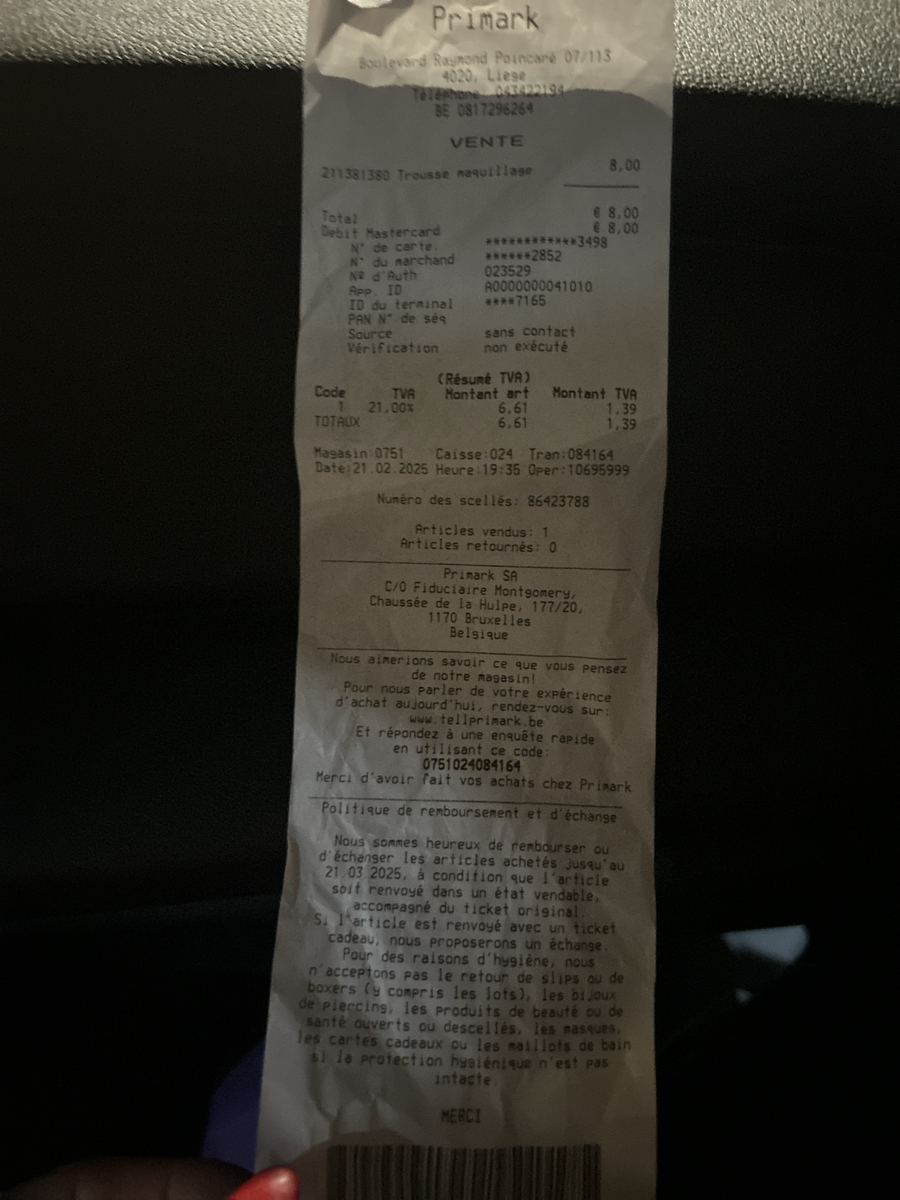 Primark
Boulevard Raymond Poincaré 07/113
4020, Liege
Téléphone: 043422194
BE 0817296264
VENTE
211381380 Trousse maquillage 8,00
Total € 8,00
Debit Mastercard € 8,00
N° de carte. ************3498
N° du marchand ******2852
Nº d'Auth 023529
App. ID A0000000041010
ID du terminal ****7165
PAN N° de séq
Source sans contact
Vérification non exécuté
(Résumé TVA)
Code TVA Montant art Montant TVA
1 21.00% 6,61 1,39
TOTAUX 6,61 1,39
Magasin:0751 Caisse:024 Tran:084164
Date:21.02.2025 Heure:19:35 Oper:10695999
Numéro des scellés: 86423788
Articles vendus: 1
Articles retournés: 0
Primark SA
C/O Fiduciaire Montgomery,
Chaussée de la Hulpe, 177/20,
1170 Bruxelles
Belgique
Nous aimerions savoir ce que vous pensez
de notre magasin!
Pour nous parler de votre expérience
d'achat aujourd'hui, rendez-vous sur:
www.tellprimark.be
Et répondez à une enquête rapide
en utilisant ce code:
0751024084164
Merci d'avoir fait vos achats chez Primark
Politique de remboursement et d'échange
Nous sommes heureux de rembourser ou
d'échanger les articles achetés jusqu'au
21.03.2025, à condition que l'article
soit renvoyé dans un état vendable,
accompagné du ticket original.
Si l'article est renvoyé avec un ticket
cadeau, nous proposerons un échange.
Pour des raisons d'hygiène, nous
n'acceptons pas le retour de slips ou de
boxers (y compris les lots), les bijoux
de piercing, les produits de beauté ou de
santé ouverts ou descellés, les masques,
les cartes cadeaux ou les maillots de bain
si la protection hygiénique n'est pas
intacte.
MERCI